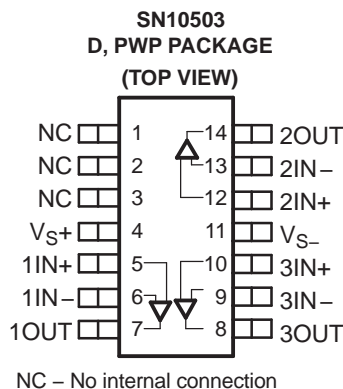 SN10503
D, PWP PACKAGE
(TOP VIEW)
NC 1 14 2OUT
NC 2 13 2IN−
NC 3 12 2IN+
VS+ 4 11 VS−
1IN+ 5 10 3IN+
1IN− 6 9 3IN−
1OUT 7 8 3OUT
NC – No internal connection